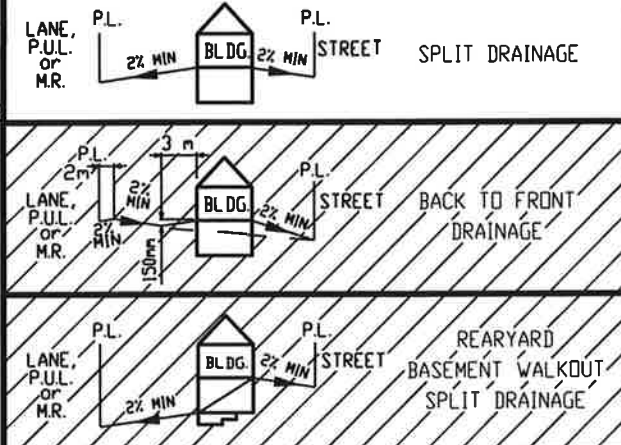 P.L.
P.L.
LANE,
P.U.L.
or
M.R.
2% MIN
BLDG.
2% MIN
STREET
SPLIT DRAINAGE
P.L.
2m
3 m
P.L.
LANE,
P.U.L.
or
M.R.
2% MIN
2% MIN
150mm
BLDG.
2% MIN
STREET
BACK TO FRONT
DRAINAGE
P.L.
P.L.
LANE,
P.U.L.
or
M.R.
2% MIN
BLDG.
2% MIN
STREET
REARYARD
BASEMENT WALKOUT
SPLIT DRAINAGE